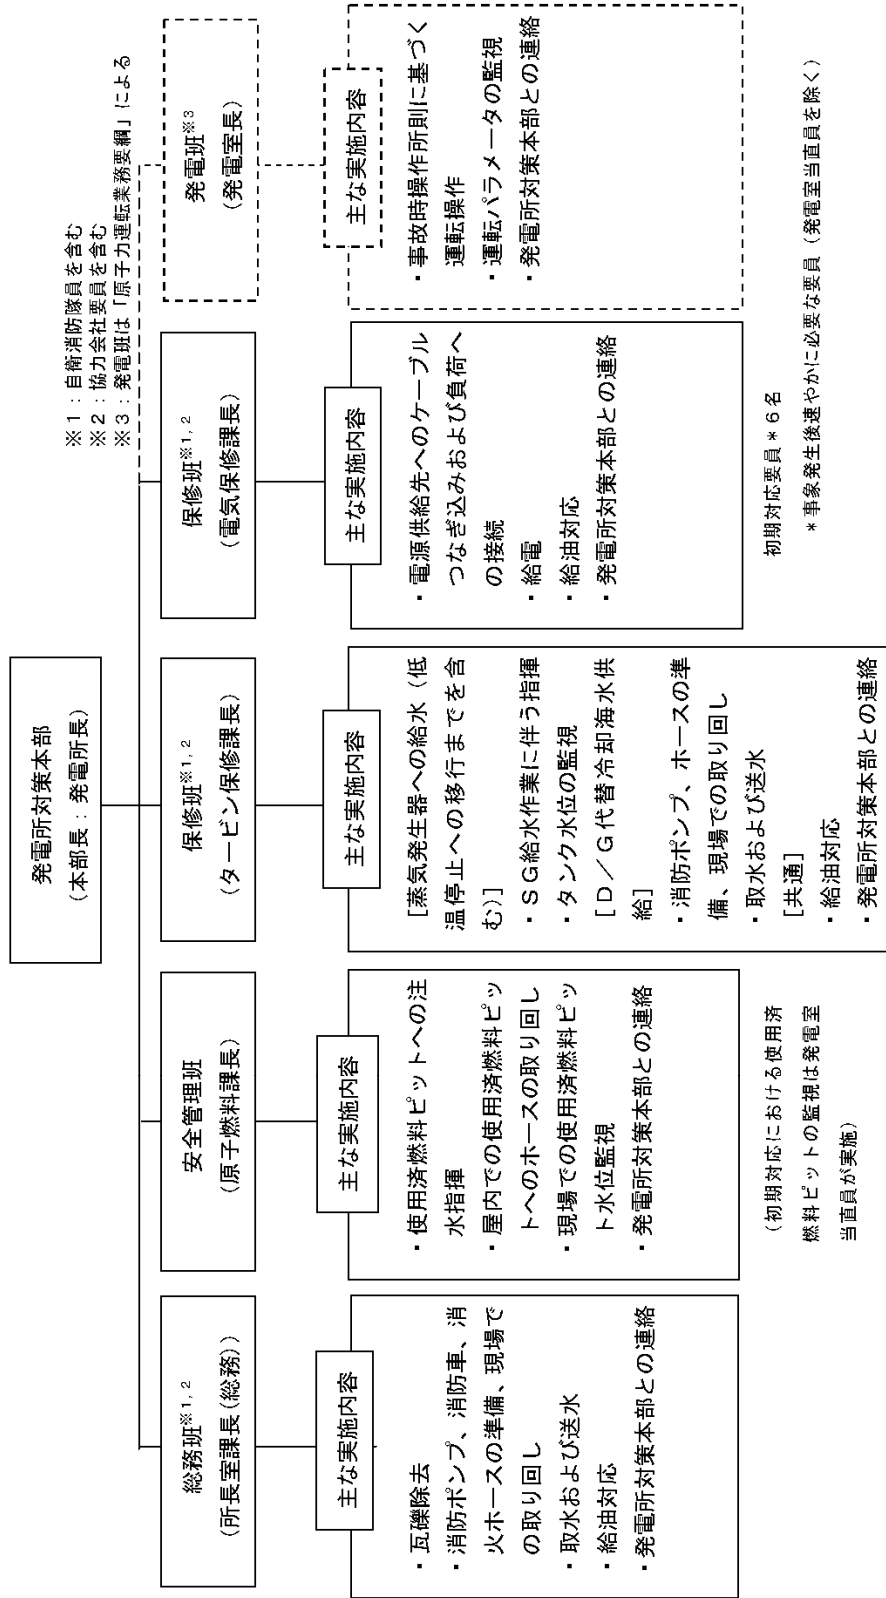 発電所対策本部
(本部長：発電所長)
※１：自衛消防隊員を含む
※２：協力会社要員を含む
※３：発電班は「原子力運転業務要綱」による
総務班※1,2
(所長室課長(総務))
主な実施内容
・瓦礫除去
・消防ポンプ、消防車、消
火ホースの準備、現場で
の取り回し
・取水および送水
・給油対応
・発電所対策本部との連絡
安全管理班
(原子燃料課長)
主な実施内容
・使用済燃料ピットへの注
水指揮
・屋内での使用済燃料ピッ
トへのホースの取り回し
・現場での使用済燃料ピッ
ト水位監視
・発電所対策本部との連絡
(初期対応における使用済
燃料ピットの監視は発電室
当直員が実施)
保修班※1,2
(タービン保修課長)
主な実施内容
[蒸気発生器への給水（低
温停止への移行までを含
む)]
・ＳＧ給水作業に伴う指揮
・タンク水位の監視
[Ｄ／Ｇ代替冷却海水供
給]
・消防ポンプ、ホースの準
備、現場での取り回し
・取水および送水
[共通]
・給油対応
・発電所対策本部との連絡
保修班※1,2
(電気保修課長)
主な実施内容
・電源供給先へのケーブル
つなぎ込みおよび負荷へ
の接続
・給電
・給油対応
・発電所対策本部との連絡
発電班※3
(発電室長)
主な実施内容
・事故時操作所則に基づく
運転操作
・運転パラメータの監視
・発電所対策本部との連絡
初期対応要員＊６名
＊事象発生後速やかに必要な要員（発電室当直員を除く）